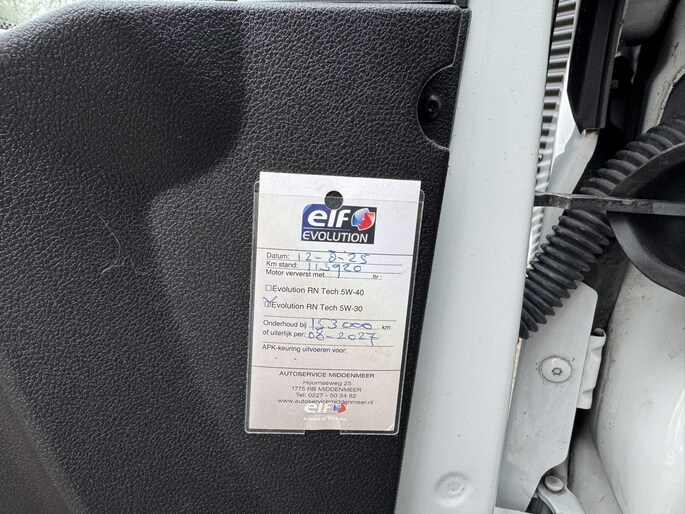 elf
EVOLUTION
Datum: 12-8-25
Km stand: 113920
Motor ververst met ltr.:
Evolution RN Tech 5W-40
Evolution RN Tech 5W-30
Onderhoud bij 153000 km
of uiterlijk per: 08-2027
APK-keuring uitvoeren voor:
AUTOSERVICE MIDDENMEER
Hoornseweg 25
1775 RB MIDDENMEER
Tel: 0227 - 50 34 82
www.autoservicemiddenmeer.nl
elf